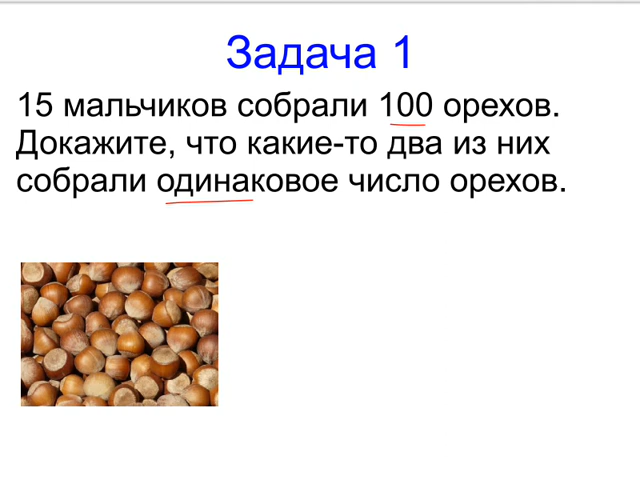 Задача 1
15 мальчиков собрали 100 орехов.
Докажите, что какие-то два из них
собрали одинаковое число орехов.